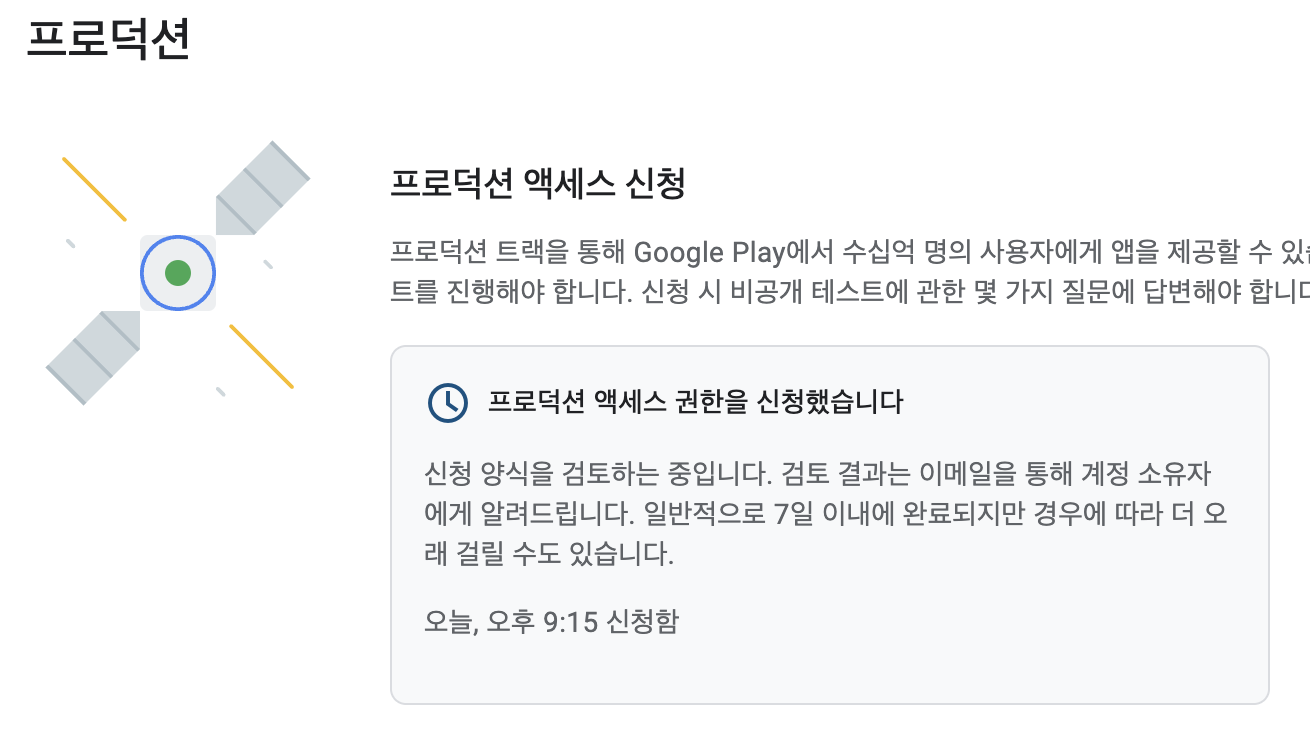 프로덕션
프로덕션 액세스 신청
프로덕션 트랙을 통해 Google Play에서 수십억 명의 사용자에게 앱을 제공할 수
트를 진행해야 합니다. 신청 시 비공개 테스트에 관한 몇 가지 질문에 답변해야
프로덕션 액세스 권한을 신청했습니다
신청 양식을 검토하는 중입니다. 검토 결과는 이메일을 통해 계정 소유자
에게 알려드립니다. 일반적으로 7일 이내에 완료되지만 경우에 따라 더 오
래 걸릴 수도 있습니다.
오늘, 오후 9:15 신청함